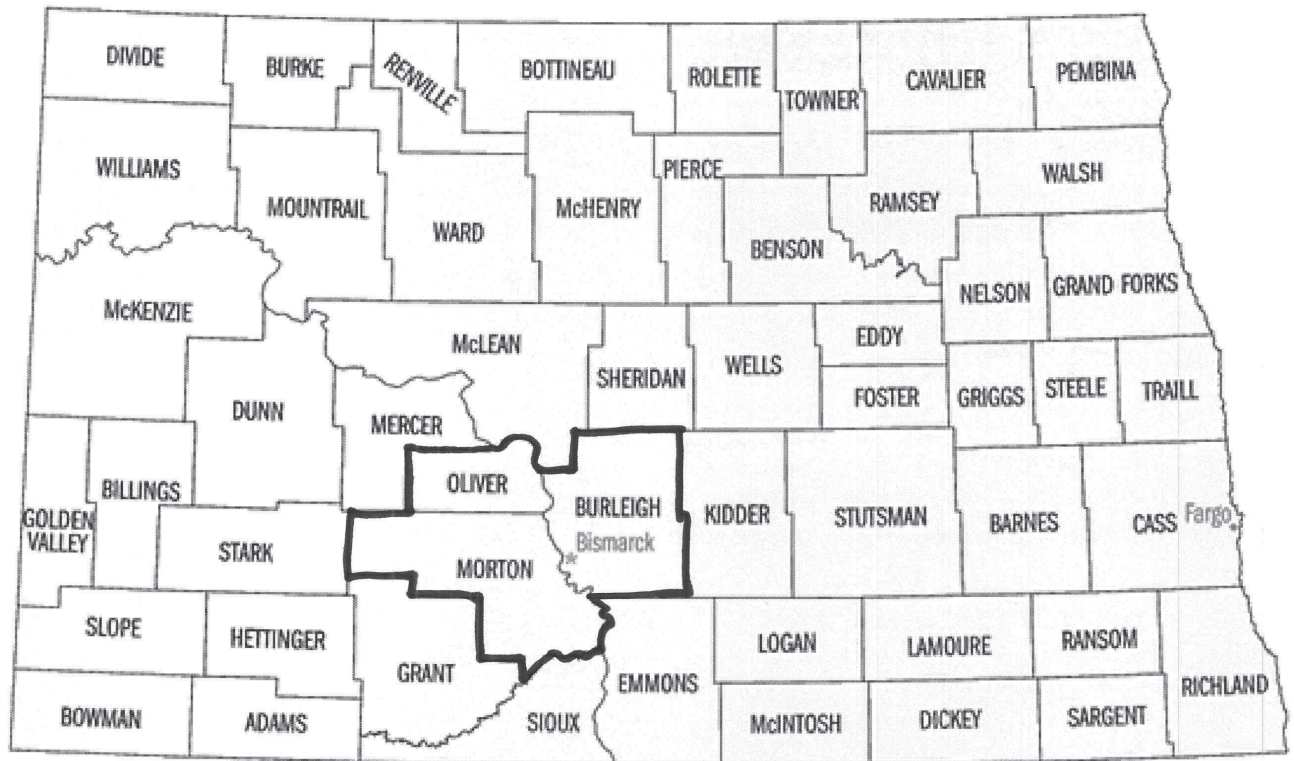 DIVIDE
BURKE
RENVILLE
BOTTINEAU
ROLETTE
TOWNER
CAVALIER
PEMBINA
WILLIAMS
MOUNTRAIL
WARD
McHENRY
PIERCE
BENSON
RAMSEY
WALSH
NELSON
GRAND FORKS
McKENZIE
DUNN
McLEAN
MERCER
SHERIDAN
WELLS
EDDY
FOSTER
GRIGGS
STEELE
TRAILL
GOLDEN
VALLEY
BILLINGS
STARK
OLIVER
MORTON
BURLEIGH
Bismarck
KIDDER
STUTSMAN
BARNES
CASS
Fargo
SLOPE
HETTINGER
GRANT
BOWMAN
ADAMS
SIOUX
EMMONS
LOGAN
LAMOURE
RANSOM
RICHLAND
McINTOSH
DICKEY
SARGENT